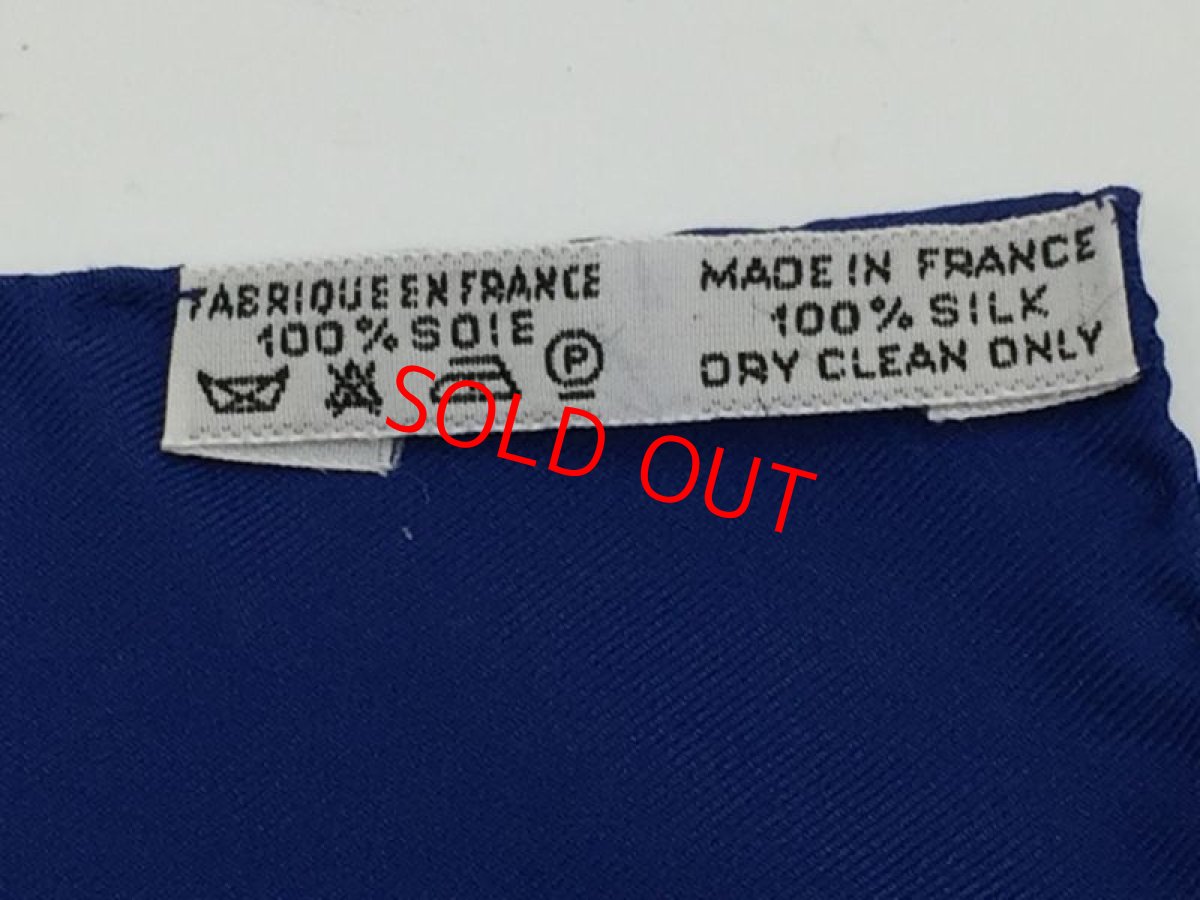 FABRIQUE EN FRANCE
100% SOIE
P
MADE IN FRANCE
100% SILK
DRY CLEAN ONLY
SOLD OUT